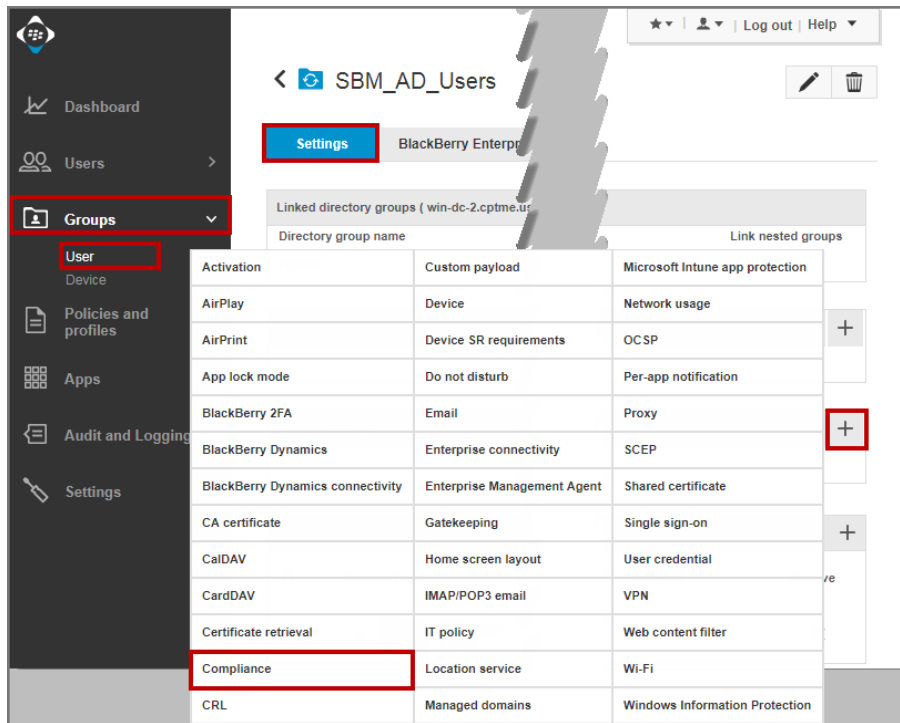 Log out | Help
SBM_AD_Users
Dashboard
Settings
BlackBerry Enterpr
Users
Linked directory groups ( win-dc-2.cptme.us
Groups
Directory group name
Link nested groups
User
Device
Policies and
profiles
Apps
Audit and Logging
Settings
Activation
Custom payload
Microsoft Intune app protection
AirPlay
Device
Network usage
AirPrint
Device SR requirements
OCSP
App lock mode
Do not disturb
Per-app notification
BlackBerry 2FA
Email
Proxy
BlackBerry Dynamics
Enterprise connectivity
SCEP
BlackBerry Dynamics connectivity
Enterprise Management Agent
Shared certificate
CA certificate
Gatekeeping
Single sign-on
CalDAV
Home screen layout
User credential
CardDAV
IMAP/POP3 email
VPN
Certificate retrieval
IT policy
Web content filter
Compliance
Location service
Wi-Fi
CRL
Managed domains
Windows Information Protection